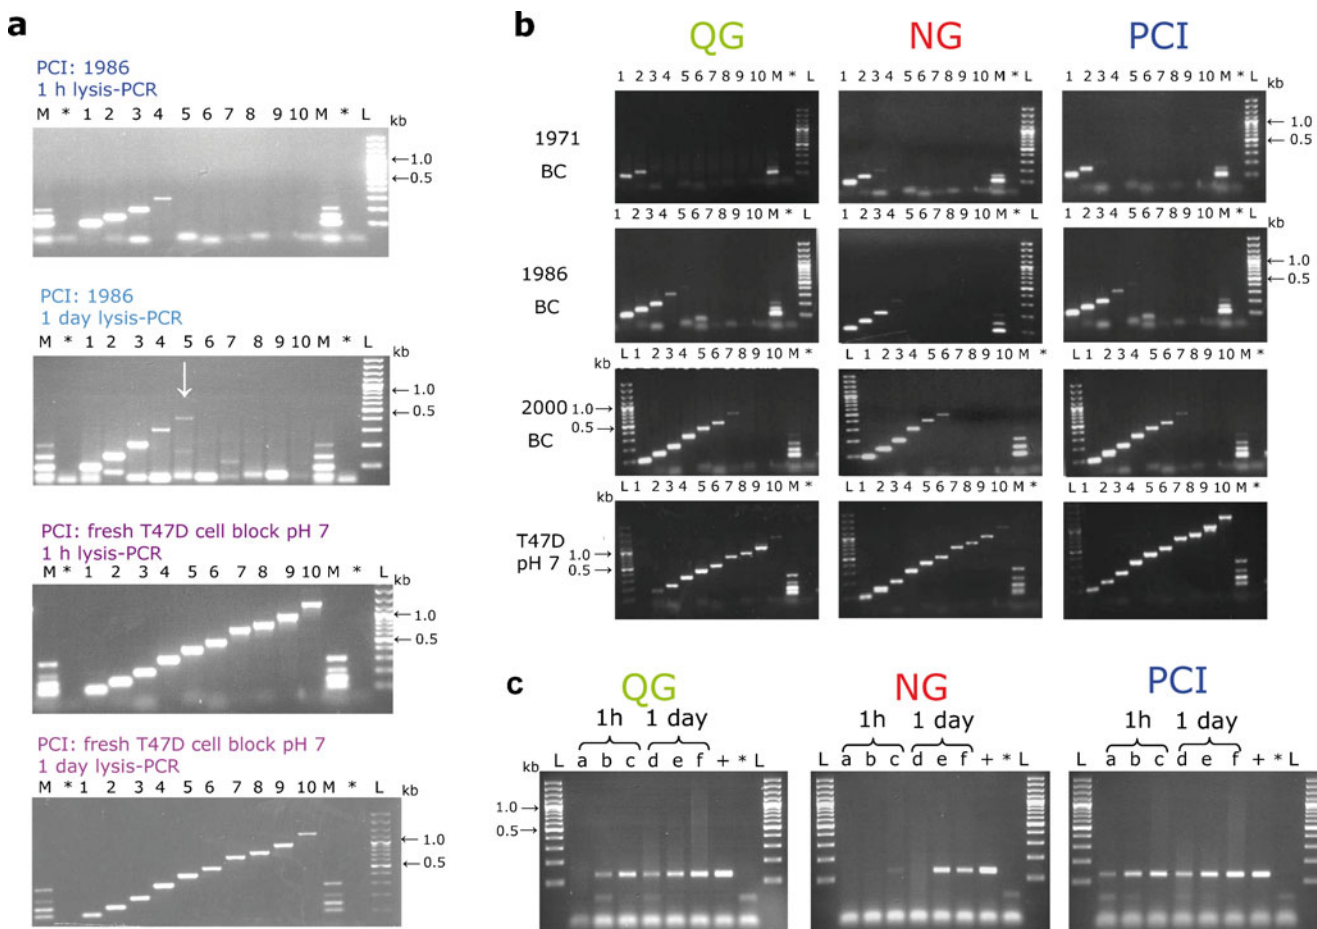 a
PCI: 1986
1 h lysis-PCR
M * 1 2 3 4 5 6 7 8 9 10 M * L
kb
←1.0
←0.5
PCI: 1986
1 day lysis-PCR
M * 1 2 3 4 5 6 7 8 9 10 M * L
kb
←1.0
←0.5
PCI: fresh T47D cell block pH 7
1 h lysis-PCR
M * 1 2 3 4 5 6 7 8 9 10 M * L
kb
←1.0
←0.5
PCI: fresh T47D cell block pH 7
1 day lysis-PCR
M * 1 2 3 4 5 6 7 8 9 10 M * L
kb
←1.0
←0.5
b
QG NG PCI
1 2 3 4 5 6 7 8 9 10 M * L
1 2 3 4 5 6 7 8 9 10 M * L
1 2 3 4 5 6 7 8 9 10 M * L
kb
1971
BC
←1.0
←0.5
1 2 3 4 5 6 7 8 9 10 M * L
1 2 3 4 5 6 7 8 9 10 M * L
1 2 3 4 5 6 7 8 9 10 M * L
kb
1986
BC
←1.0
←0.5
kb
L 1 2 3 4 5 6 7 8 9 10 M *
L 1 2 3 4 5 6 7 8 9 10 M *
L 1 2 3 4 5 6 7 8 9 10 M *
2000
BC
1.0→
0.5→
kb
L 1 2 3 4 5 6 7 8 9 10 M *
L 1 2 3 4 5 6 7 8 9 10 M *
L 1 2 3 4 5 6 7 8 9 10 M *
T47D
pH 7
1.0→
0.5→
c
QG NG PCI
1h 1 day
1h 1 day
1h 1 day
L a b c d e f + * L
L a b c d e f + * L
L a b c d e f + * L
1.0→
0.5→